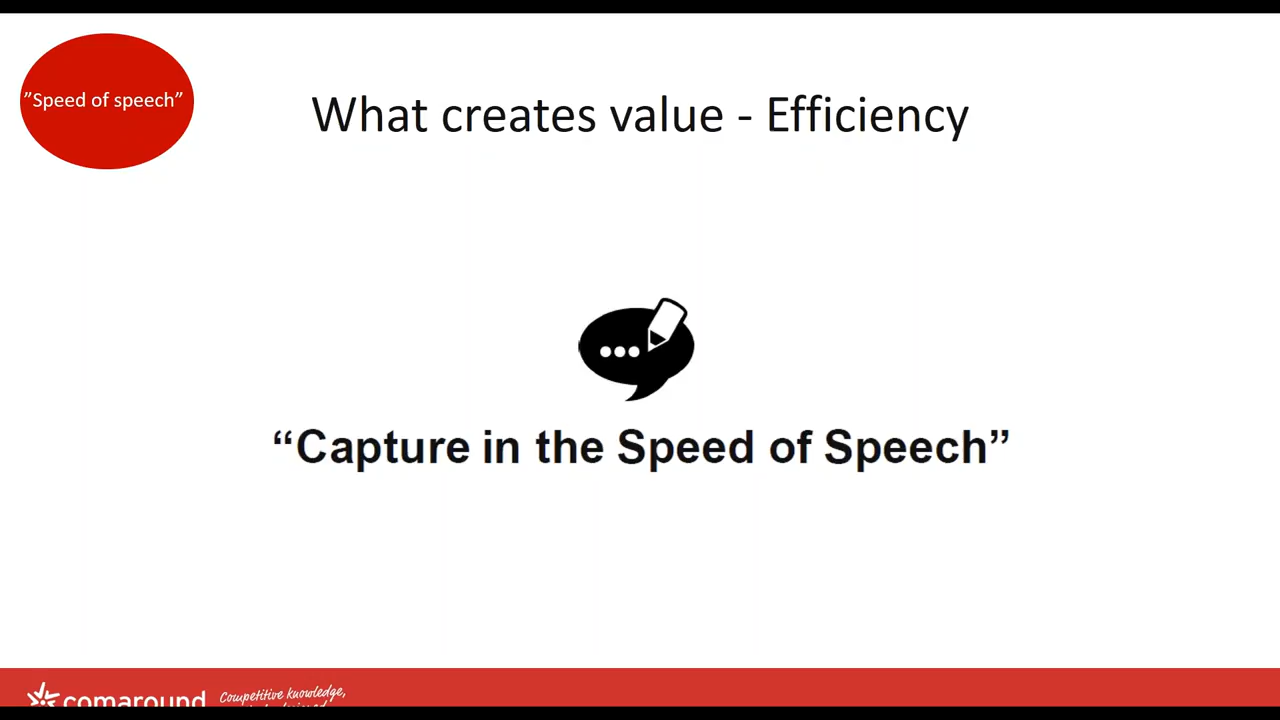 ”Speed of speech”
What creates value - Efficiency
“Capture in the Speed of Speech”
comaround
Competitive knowledge,